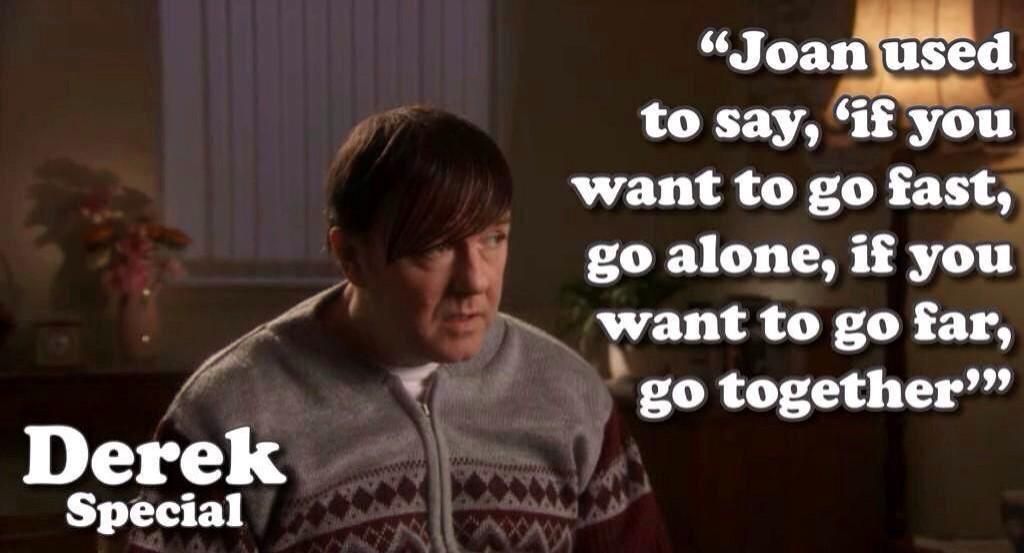 “Joan used
to say, ‘if you
want to go fast,
go alone, if you
want to go far,
go together’”
Derek
Special